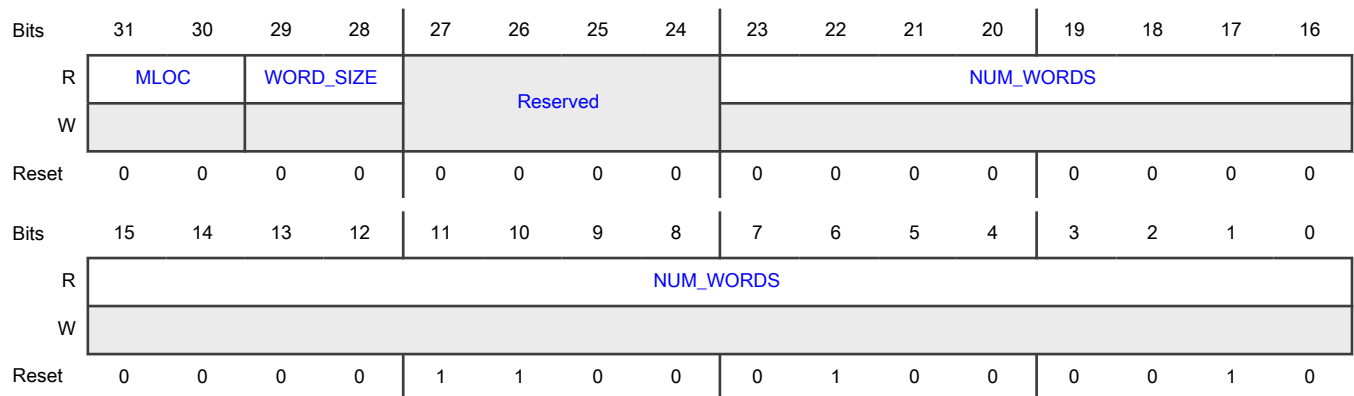 Bits 31 30 29 28 27 26 25 24 23 22 21 20 19 18 17 16
R MLOC WORD_SIZE Reserved NUM_WORDS
W
Reset 0 0 0 0 0 0 0 0 0 0 0 0 0 0 0 0
Bits 15 14 13 12 11 10 9 8 7 6 5 4 3 2 1 0
R NUM_WORDS
W
Reset 0 0 0 0 1 1 0 0 0 1 0 0 0 0 1 0